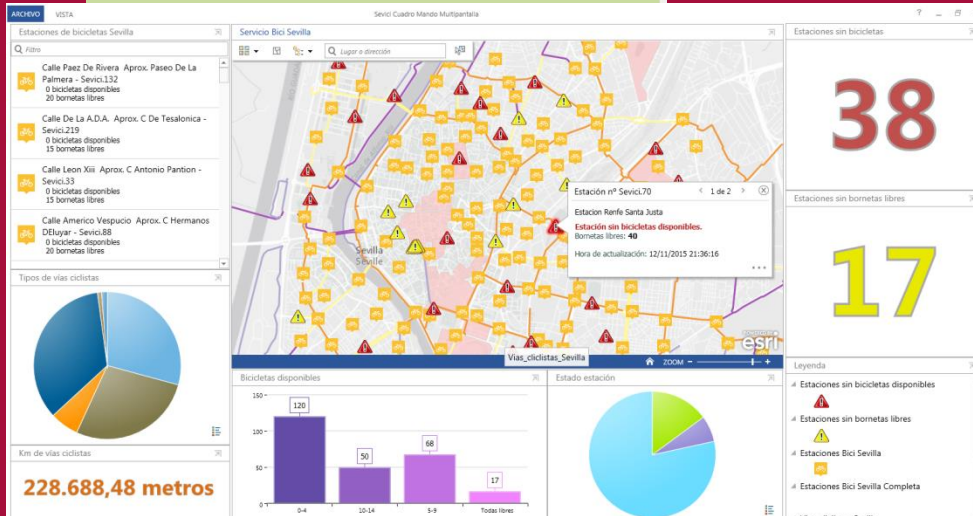 ARCHIVO
VISTA
Sevici Cuadro Mando Multipantalla
Estaciones de bicicletas Sevilla
Filtro
Calle Paez De Rivera Aprox. Paseo De La
Palmera - Sevici.132
0 bicicletas disponibles
20 bornetas libres
Calle De La A.D.A. Aprox. C De Tesalonica -
Sevici.219
0 bicicletas disponibles
15 bornetas libres
Calle Leon Xiii Aprox. C Antonio Pantion -
Sevici.33
0 bicicletas disponibles
15 bornetas libres
Calle Americo Vespucio Aprox. C Hermanos
DEluyar - Sevici.88
0 bicicletas disponibles
20 bornetas libres
Tipos de vías ciclistas
Km de vías ciclistas
228.688,48 metros
Servicio Bici Sevilla
Lugar o dirección
Sevilla
Seville
Estación nº Sevici.70
1 de 2
Estacion Renfe Santa Justa
Estación sin bicicletas disponibles.
Bornetas libres: 40
Hora de actualización: 12/11/2015 21:36:16
esri
Vias_cliclistas_Sevilla
ZOOM
Bicicletas disponibles
150
100
50
0
120
50
68
17
0-4
10-14
5-9
Todas libres
Estado estación
Estaciones sin bicicletas
38
Estaciones sin bornetas libres
17
Leyenda
Estaciones sin bicicletas disponibles
Estaciones sin bornetas libres
Estaciones Bici Sevilla
Estaciones Bici Sevilla Completa